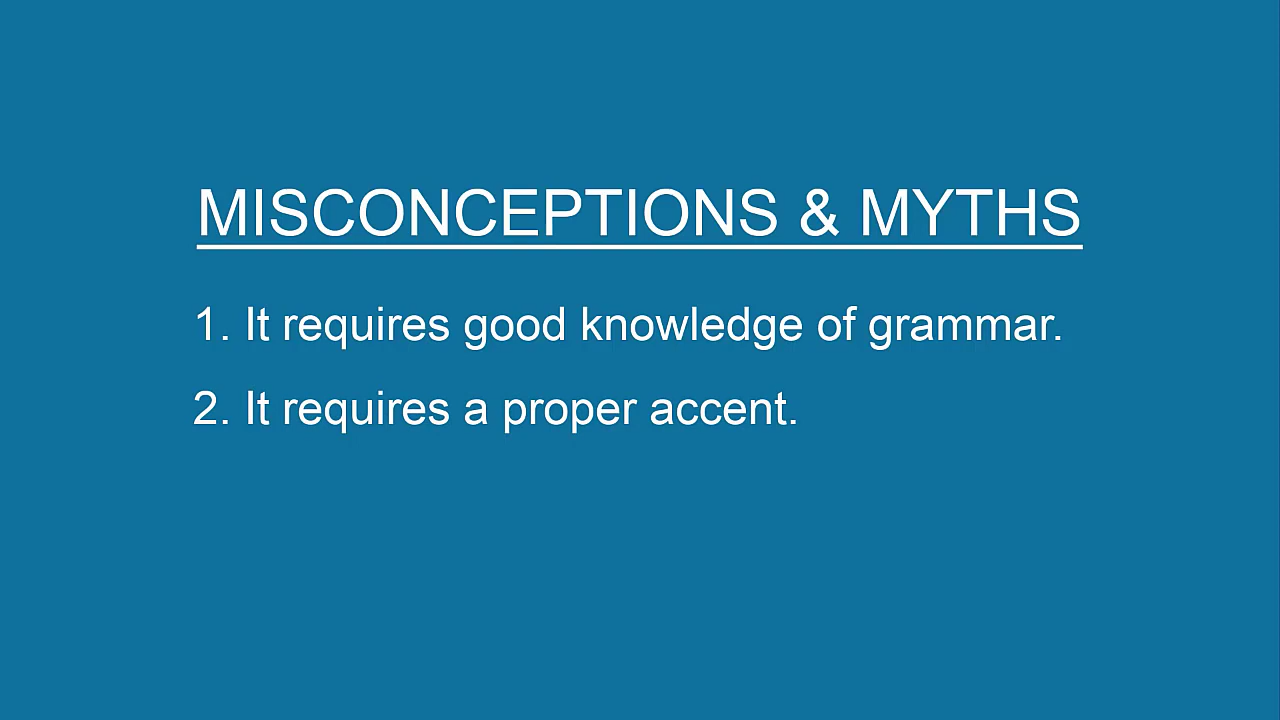 MISCONCEPTIONS & MYTHS
1. It requires good knowledge of grammar.
2. It requires a proper accent.